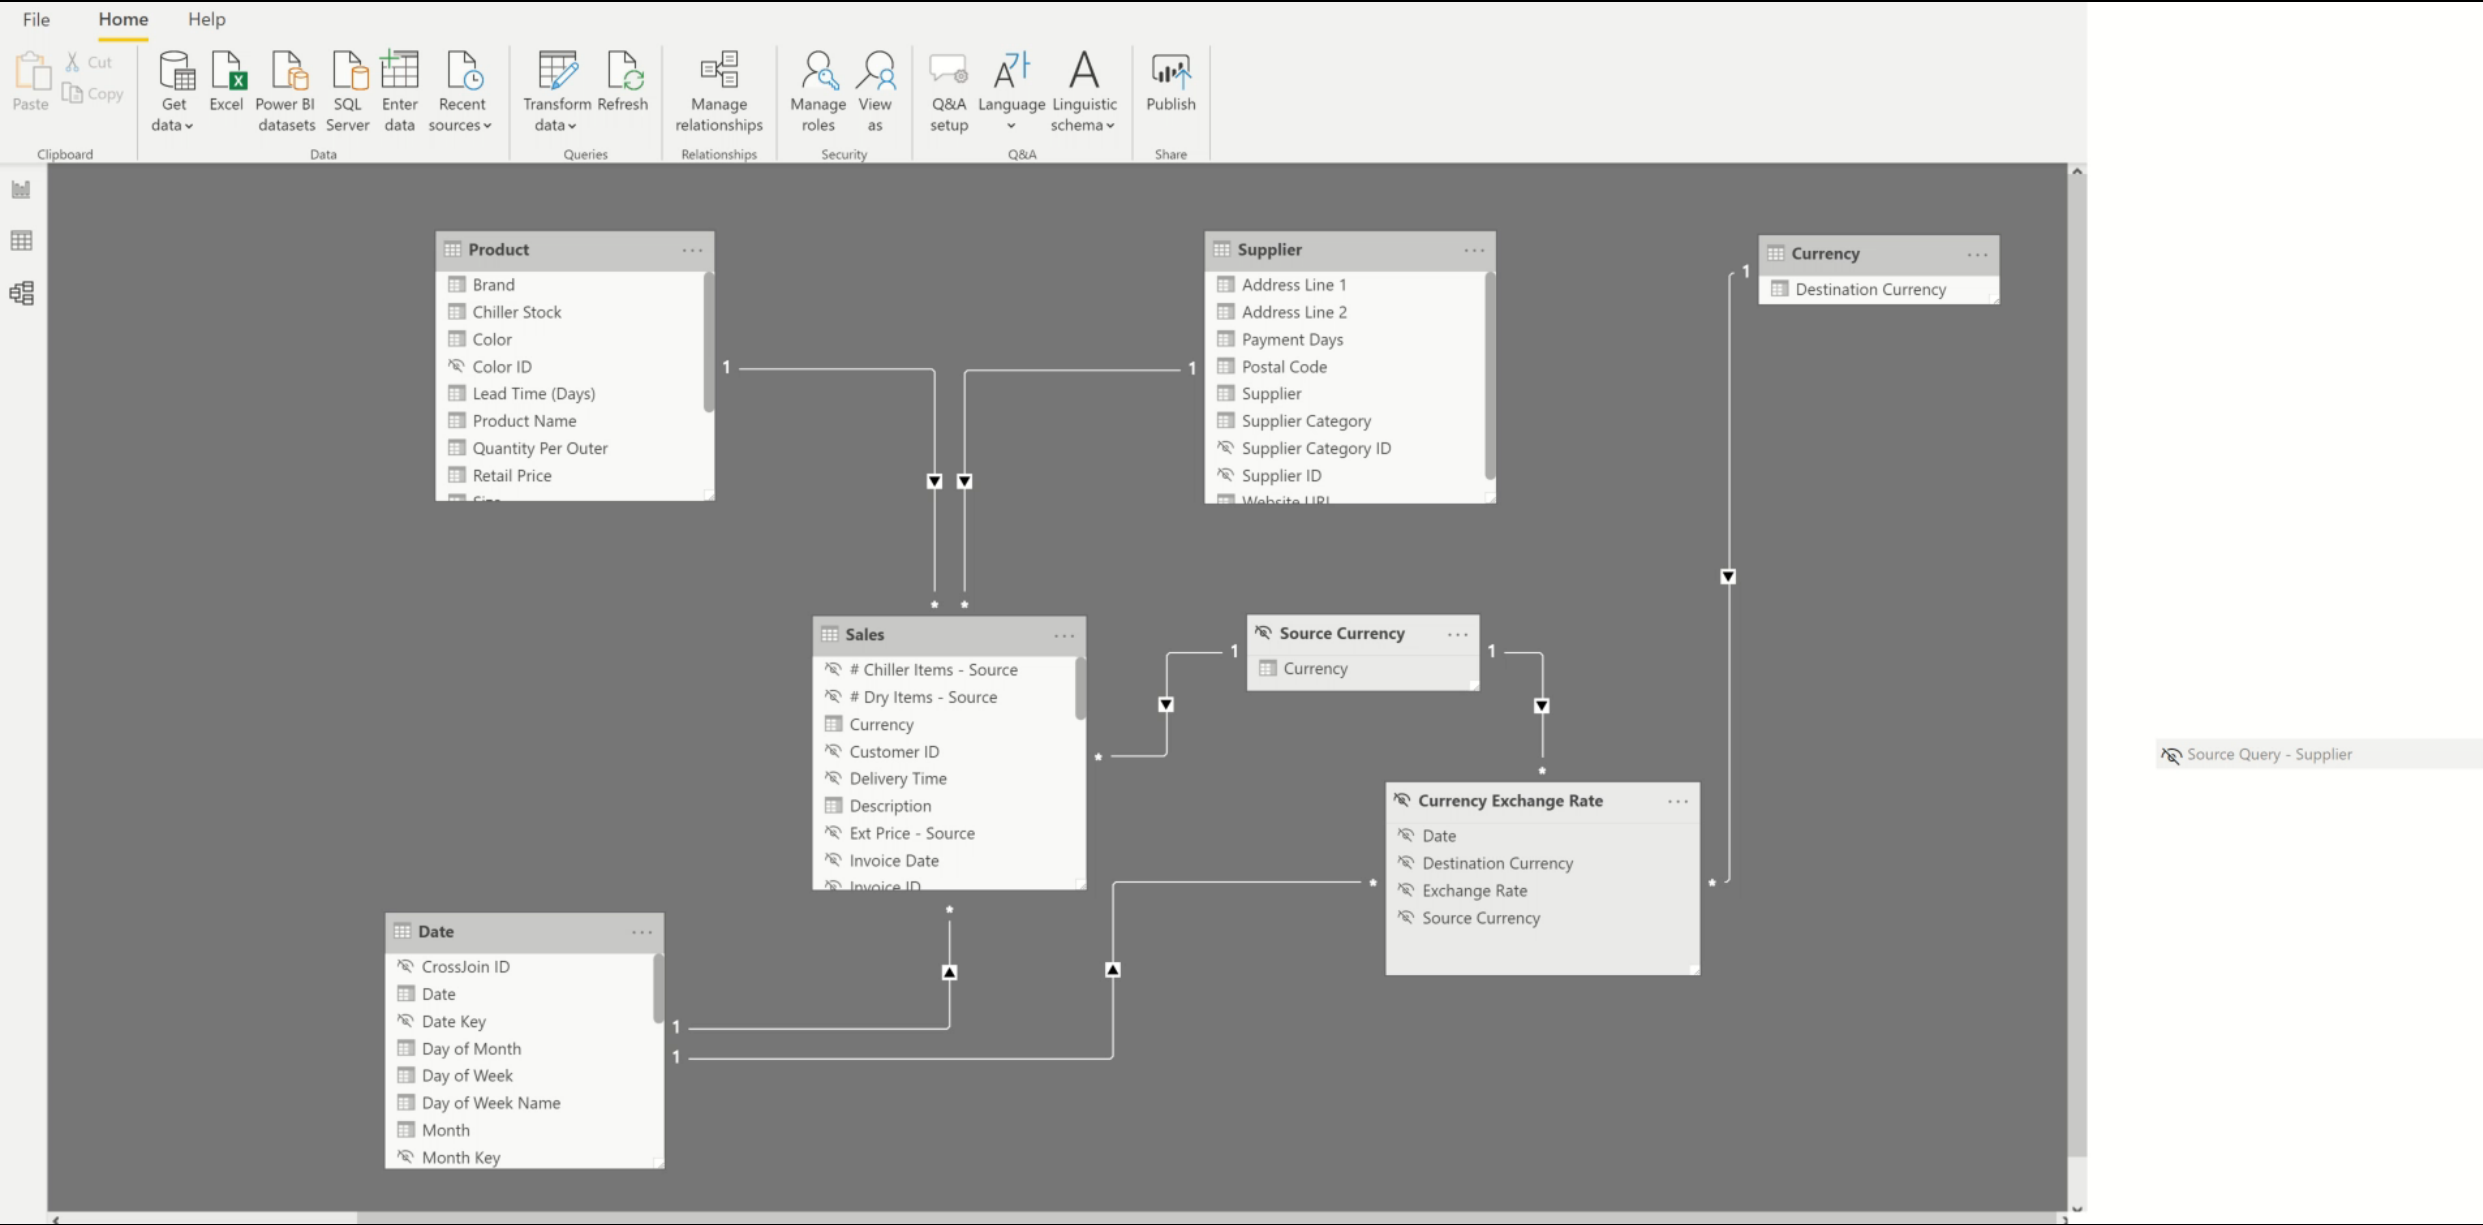 File Home Help
Paste Cut Copy
Get data Excel Power BI datasets SQL Server Enter data Recent sources
Transform data Refresh
Manage relationships
Manage roles View as
Q&A setup Language Linguistic schema
Publish
Clipboard Data Queries Relationships Security Q&A Share
Product ...
Brand
Chiller Stock
Color
Color ID
Lead Time (Days)
Product Name
Quantity Per Outer
Retail Price
Size
1
Supplier ...
Address Line 1
Address Line 2
Payment Days
Postal Code
Supplier
Supplier Category
Supplier Category ID
Supplier ID
Website URL
1
Currency ...
Destination Currency
1
* *
Sales ...
# Chiller Items - Source
# Dry Items - Source
Currency
Customer ID
Delivery Time
Description
Ext Price - Source
Invoice Date
Invoice ID
*
*
1
Source Currency ...
Currency
1
*
Currency Exchange Rate ...
Date
Destination Currency
Exchange Rate
Source Currency
* *
Date ...
CrossJoin ID
Date
Date Key
Day of Month
Day of Week
Day of Week Name
Month
Month Key
1
1
Source Query - Supplier